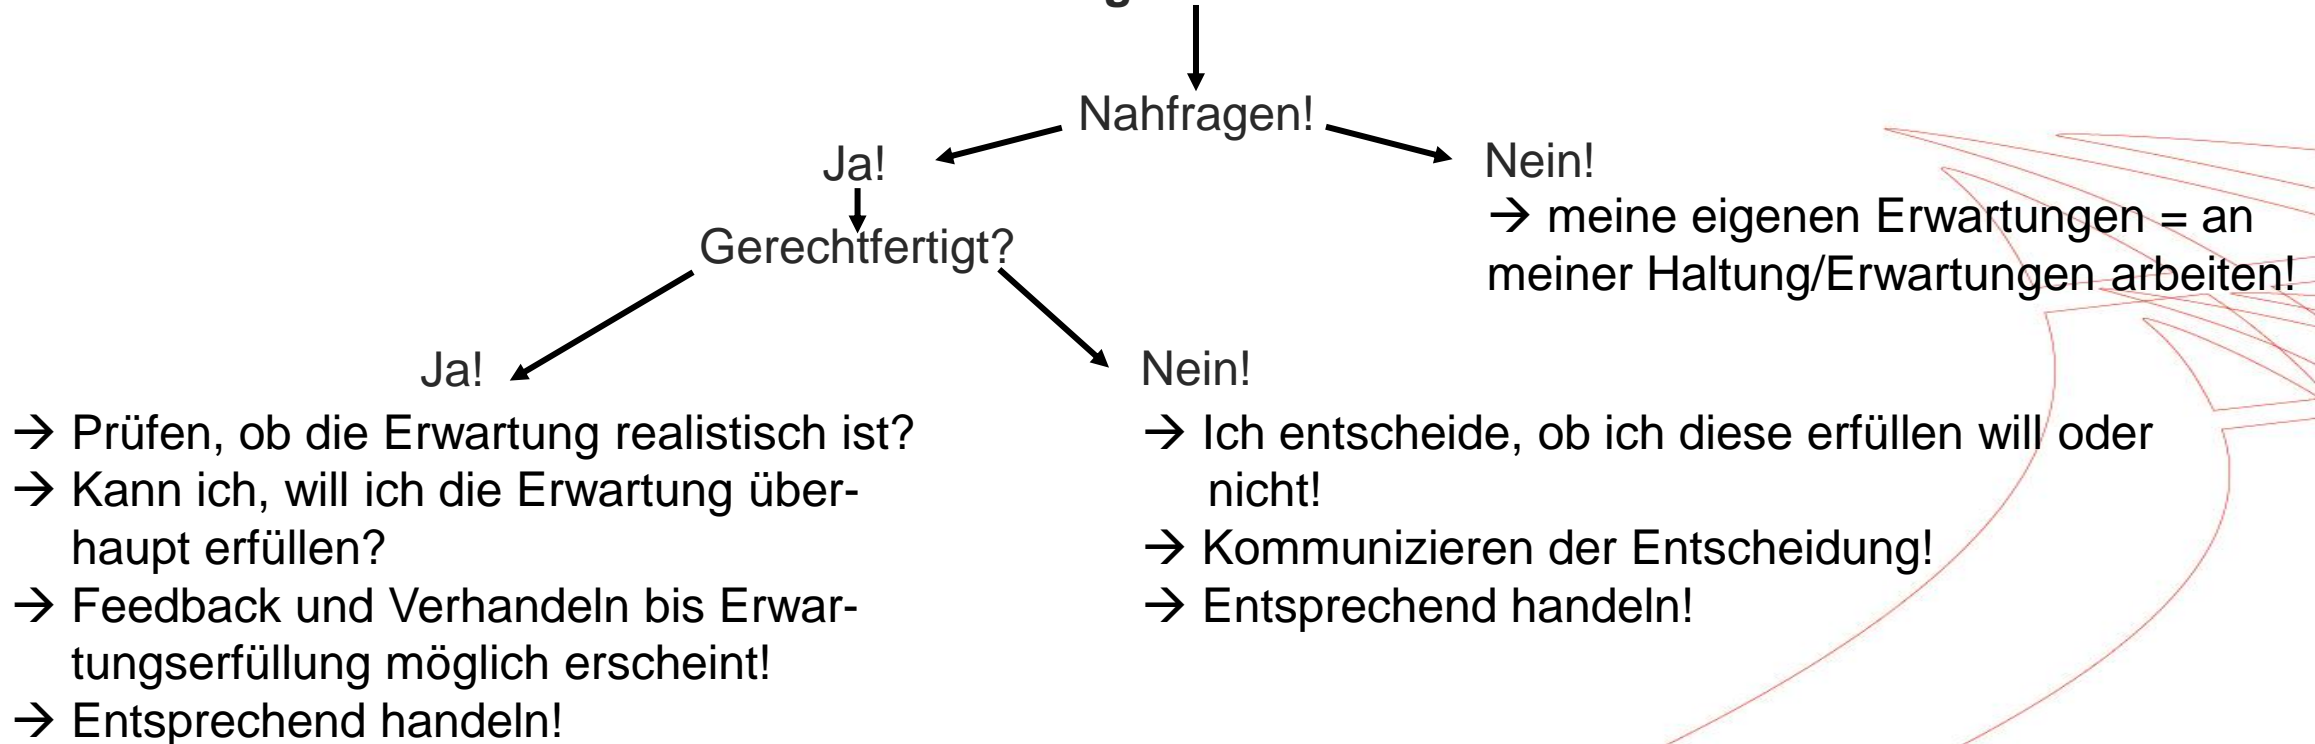 Nahfragen!
Ja!
Nein!
→ meine eigenen Erwartungen = an
meiner Haltung/Erwartungen arbeiten!
Gerechtfertigt?
Ja!
→ Prüfen, ob die Erwartung realistisch ist?
→ Kann ich, will ich die Erwartung über-
haupt erfüllen?
→ Feedback und Verhandeln bis Erwar-
tungserfüllung möglich erscheint!
→ Entsprechend handeln!
Nein!
→ Ich entscheide, ob ich diese erfüllen will oder
nicht!
→ Kommunizieren der Entscheidung!
→ Entsprechend handeln!